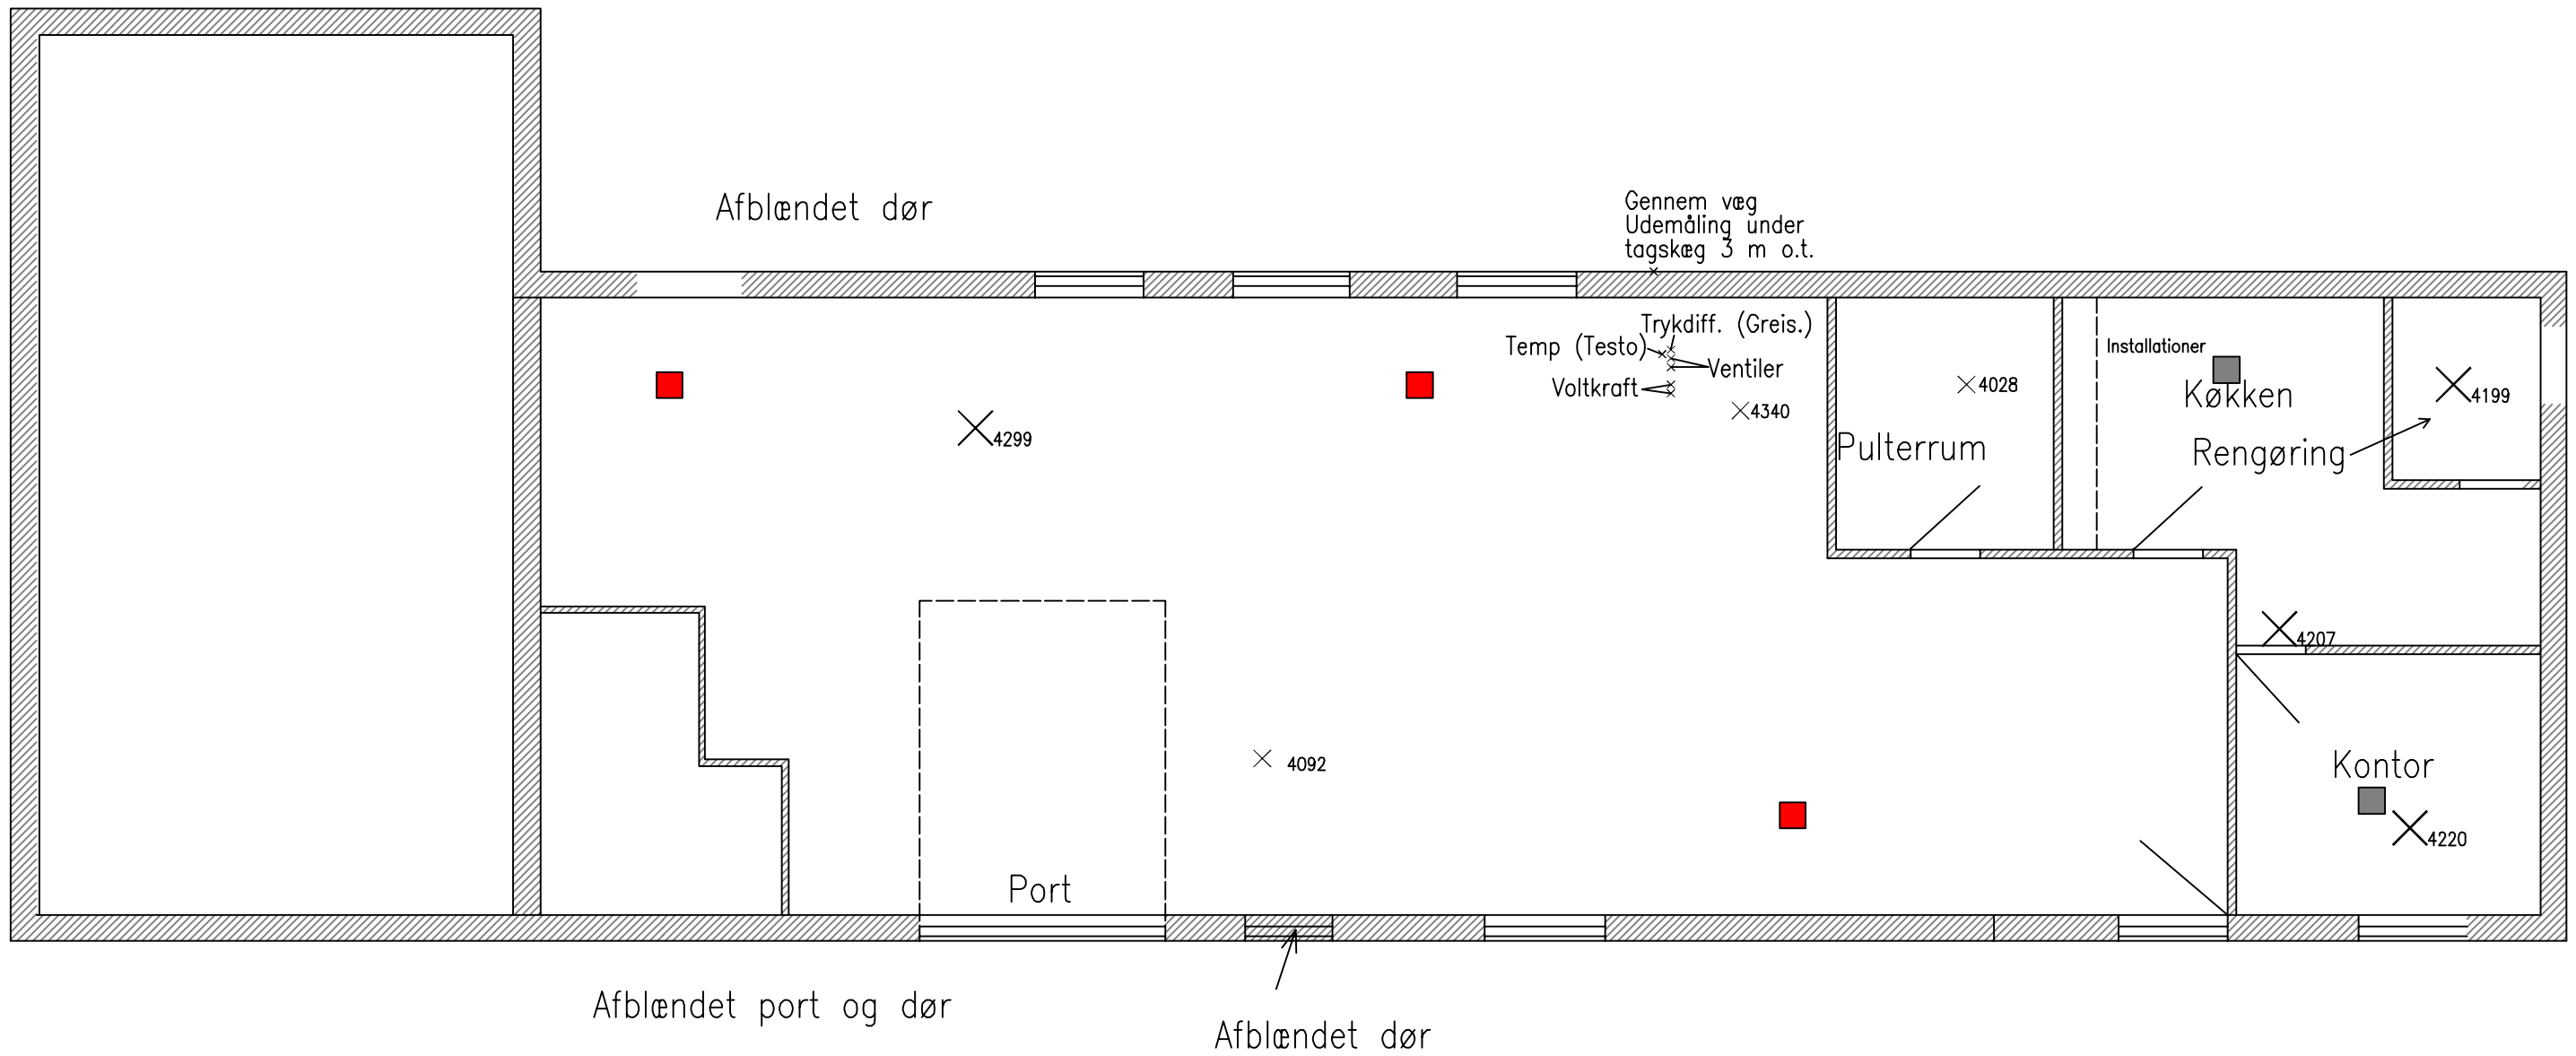 Afblændet dør
Gennem væg
Udemåling under
tagskæg 3 m o.t.
Trykdiff. (Greis.)
Temp (Testo)
Ventiler
Voltkraft
Installationer
4028
Køkken
4199
4340
4299
Pulterrum
Rengøring
4207
4092
Kontor
4220
Port
Afblændet port og dør
Afblændet dør